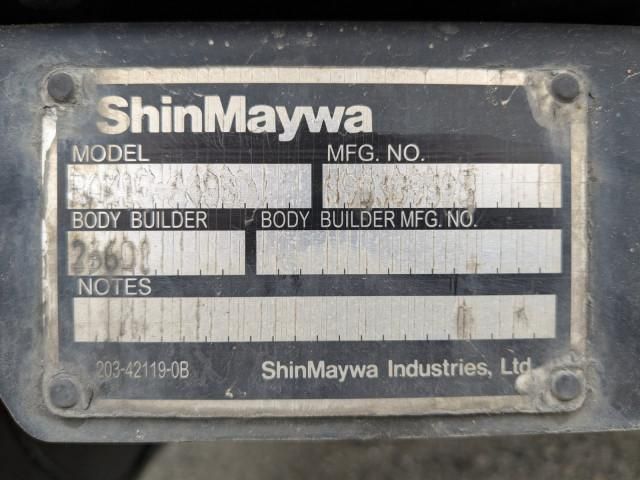 ShinMaywa
MODEL MFG. NO.
BODY BUILDER BODY BUILDER MFG. NO.
NOTES
203-42119-0B ShinMaywa Industries, Ltd.